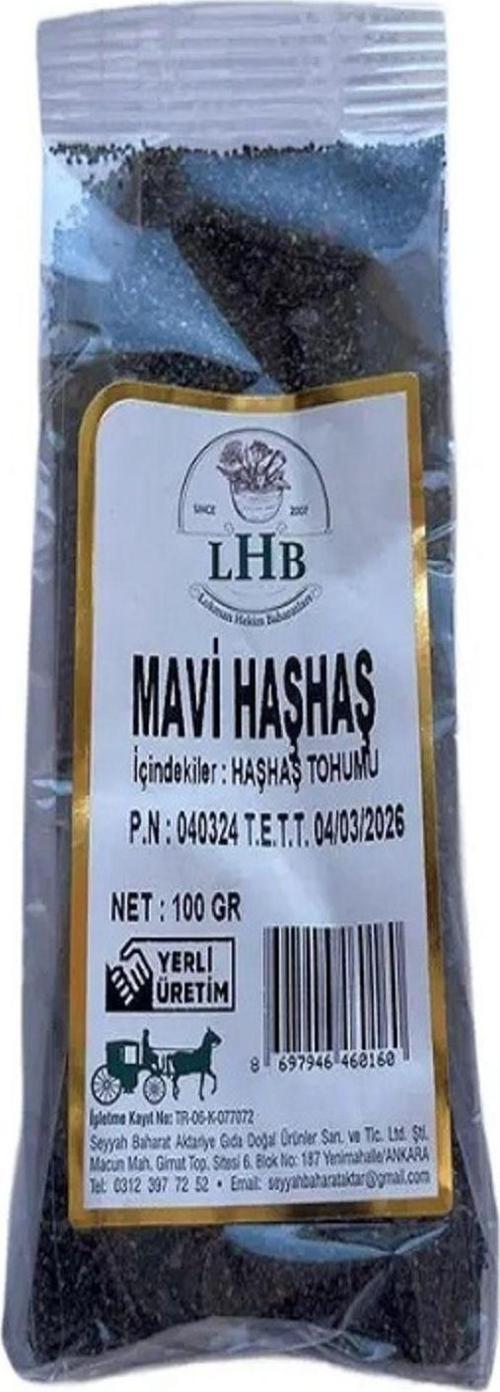 SINCE 2007
LHB
Lokman Hekim Baharatları
MAVİ HAŞHAŞ
İçindekiler : HAŞHAŞ TOHUMU
P.N : 040324 T.E.T.T. 04/03/2026
NET : 100 GR
YERLİ
ÜRETİM
8 697946 460160
İşletme Kayıt No: TR-06-K-077072
Seyyah Baharat Aktariye Gıda Doğal Ürünler San. ve Tic. Ltd. Şti.
Macun Mah. Gimat Top. Sitesi 6. Blok No: 187 Yenimahalle/ANKARA
Tel: 0312 397 72 52 • Email: seyyahbaharataktar@gmail.com